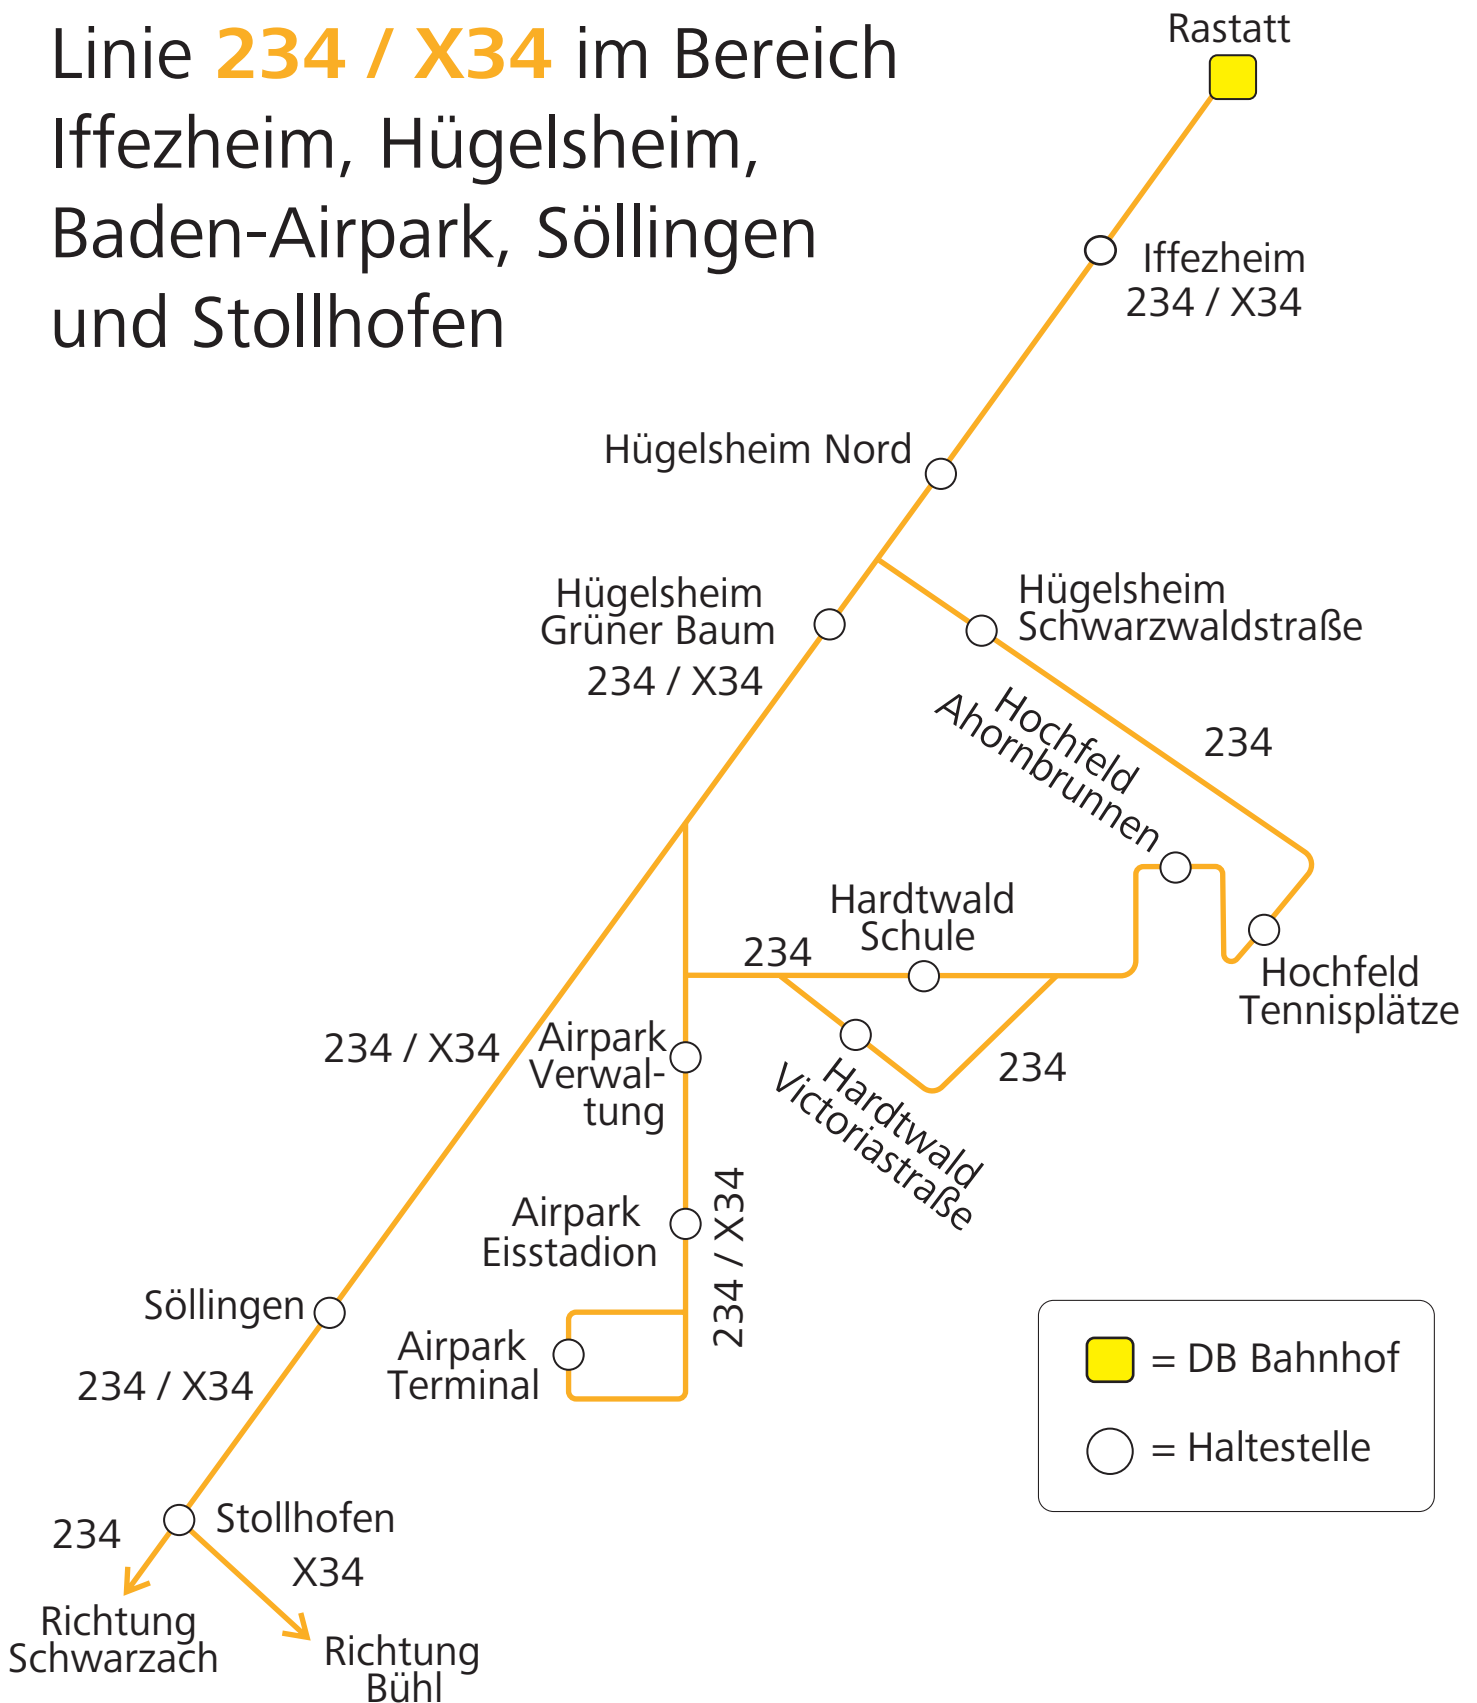 Linie 234 / X34 im Bereich
Iffezheim, Hügelsheim,
Baden-Airpark, Söllingen
und Stollhofen
Rastatt
Iffezheim
234 / X34
Hügelsheim Nord
Hügelsheim
Grüner Baum
234 / X34
Hügelsheim
Schwarzwaldstraße
234
Hochfeld
Ahornbrunnen
Hardtwald
Schule
234
Hochfeld
Tennisplätze
234 / X34
Airpark
Verwal-
tung
234
Hardtwald
Victoriastraße
Airpark
Eisstadion
234 / X34
Söllingen
Airpark
Terminal
234 / X34
= DB Bahnhof
= Haltestelle
Stollhofen
234
X34
Richtung
Schwarzach
Richtung
Bühl